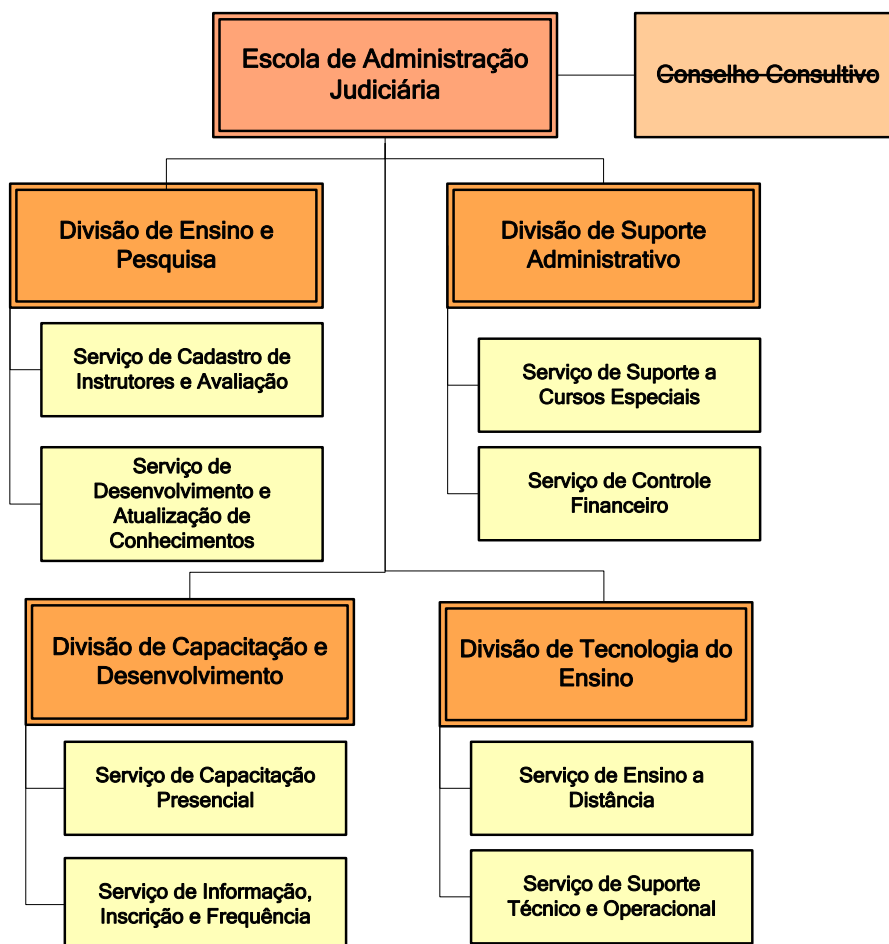 Escola de Administração
Judiciária
Conselho Consultivo
Divisão de Ensino e
Pesquisa
Divisão de Suporte
Administrativo
Serviço de Cadastro de
Instrutores e Avaliação
Serviço de Suporte a
Cursos Especiais
Serviço de
Desenvolvimento e
Atualização de
Conhecimentos
Serviço de Controle
Financeiro
Divisão de Capacitação e
Desenvolvimento
Divisão de Tecnologia do
Ensino
Serviço de Capacitação
Presencial
Serviço de Ensino a
Distância
Serviço de Informação,
Inscrição e Frequência
Serviço de Suporte
Técnico e Operacional